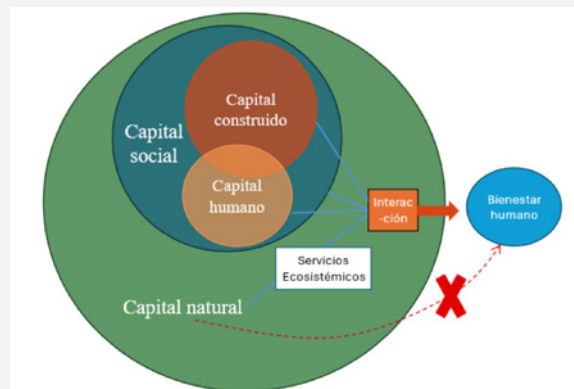 Capital
construido
Capital
social
Capital
humano
Interac
-ción
Bienestar
humano
Servicios
Ecosistémicos
Capital natural